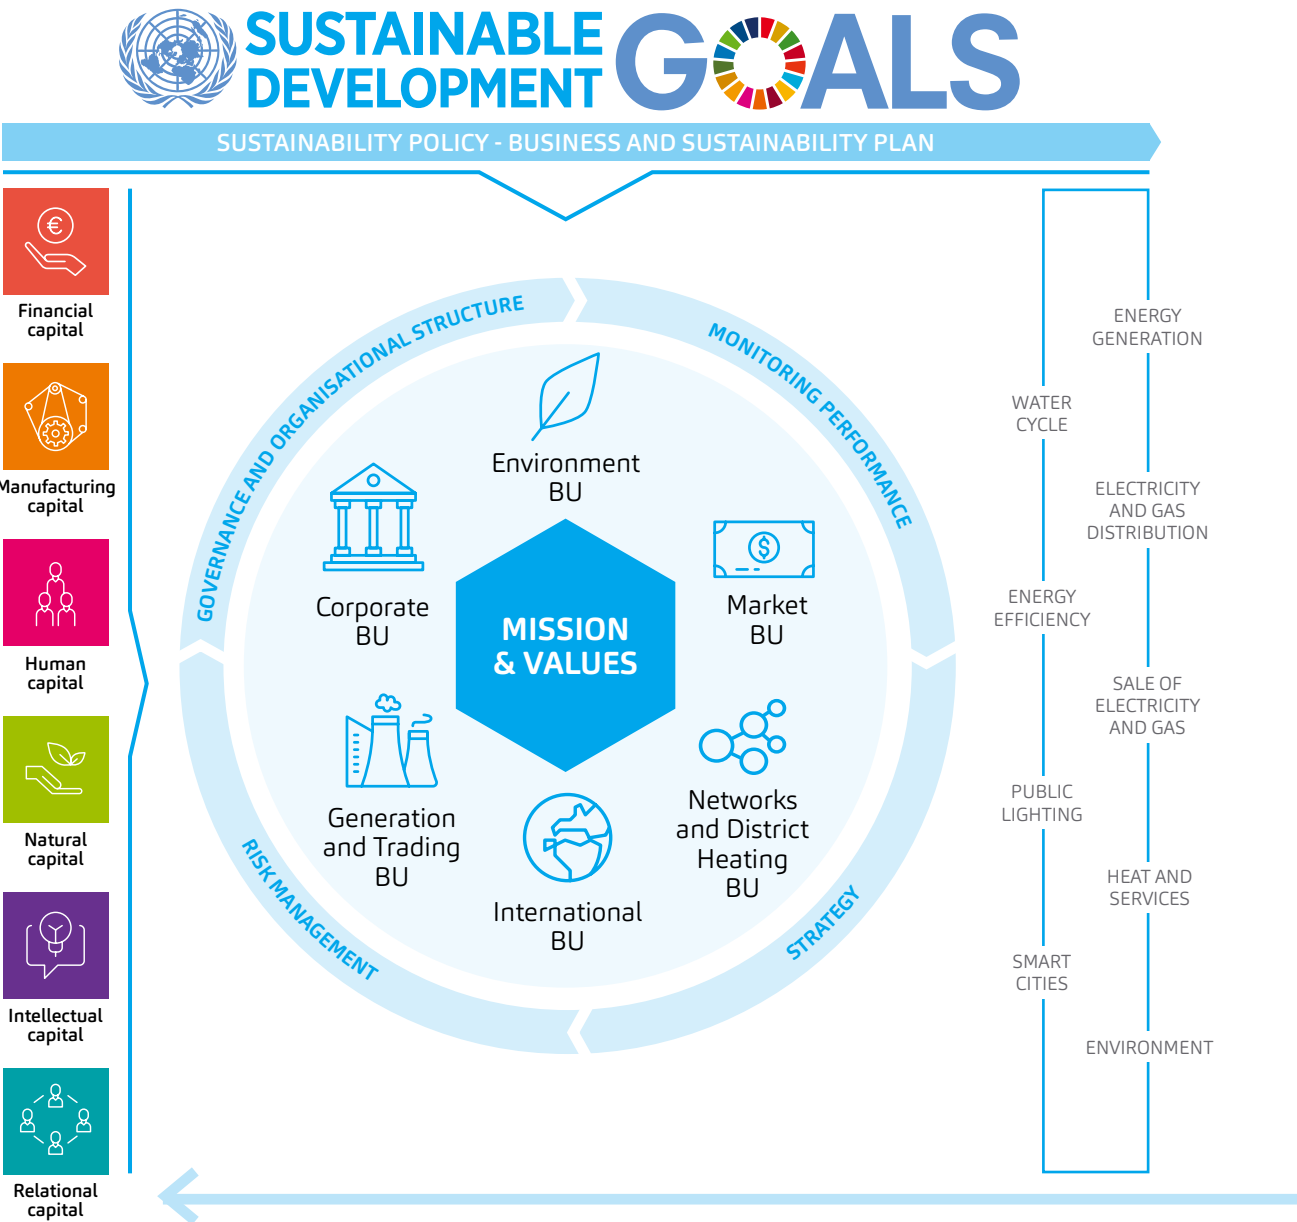 SUSTAINABLE
DEVELOPMENT
GOALS
SUSTAINABILITY POLICY - BUSINESS AND SUSTAINABILITY PLAN
Financial
capital
Manufacturing
capital
Human
capital
Natural
capital
Intellectual
capital
Relational
capital
GOVERNANCE AND ORGANISATIONAL STRUCTURE
MONITORING PERFORMANCE
RISK MANAGEMENT
STRATEGY
Environment
BU
Corporate
BU
Market
BU
MISSION
& VALUES
Generation
and Trading
BU
Networks
and District
Heating
BU
International
BU
ENERGY
GENERATION
WATER
CYCLE
ELECTRICITY
AND GAS
DISTRIBUTION
ENERGY
EFFICIENCY
SALE OF
ELECTRICITY
AND GAS
PUBLIC
LIGHTING
HEAT AND
SERVICES
SMART
CITIES
ENVIRONMENT